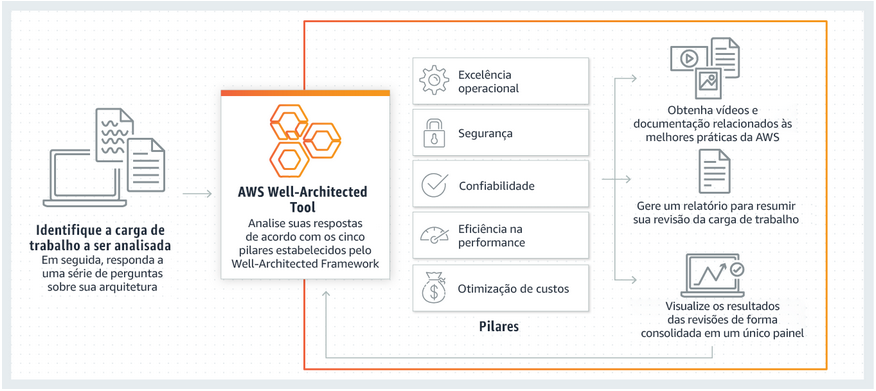 Identifique a carga de
trabalho a ser analisada
Em seguida, responda a
uma série de perguntas
sobre sua arquitetura
AWS Well-Architected
Tool
Analise suas respostas
de acordo com os cinco
pilares estabelecidos pelo
Well-Architected Framework
Excelência
operacional
Segurança
Confiabilidade
Eficiência na
performance
Otimização de custos
Pilares
Obtenha vídeos e
documentação relacionados às
melhores práticas da AWS
Gere um relatório para resumir
sua revisão da carga de trabalho
Visualize os resultados
das revisões de forma
consolidada em um único painel